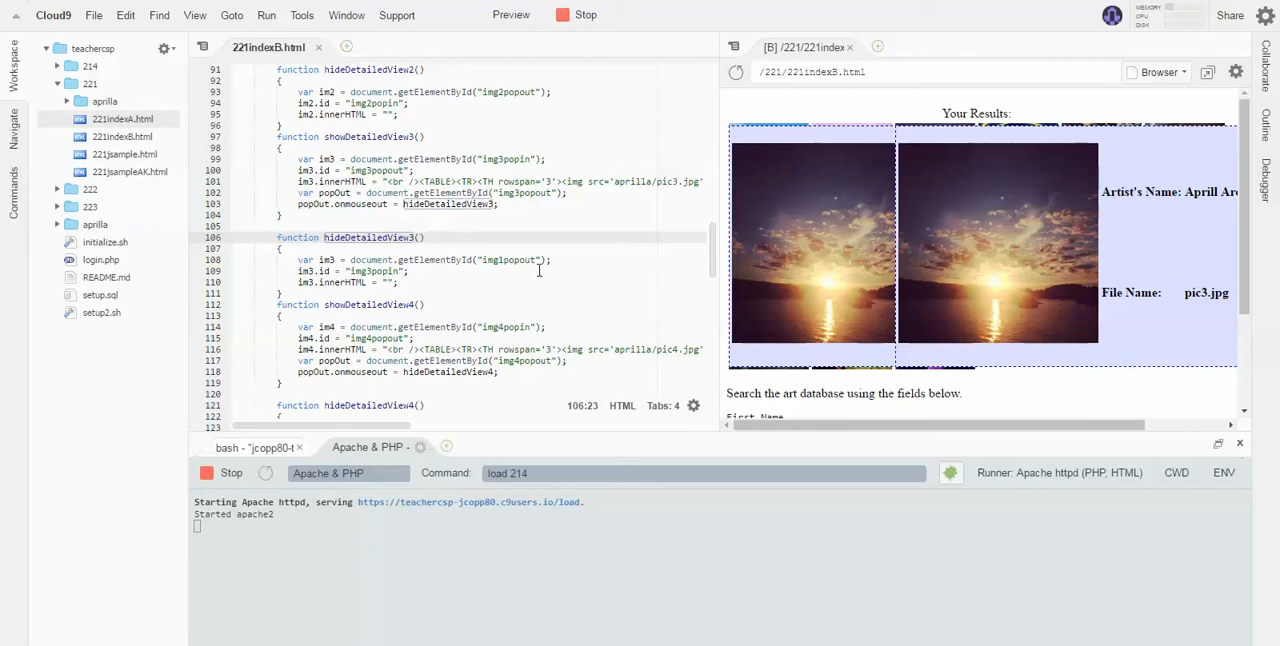 Cloud9 File Edit Find View Goto Run Tools Window Support Preview Stop MEMORY CPU DISK Share
Workspace
Navigate
Commands
teachercsp
214
221
aprilla
221indexA.html
221indexB.html
221jsample.html
221jsampleAK.html
222
223
aprilla
initialize.sh
login.php
README.md
setup.sql
setup2.sh
221indexB.html
91 function hideDetailedView2()
92 {
93 var im2 = document.getElementById("img2popout");
94 im2.id = "img2popin";
95 im2.innerHTML = "";
96 }
97 function showDetailedView3()
98 {
99 var im3 = document.getElementById("img3popin");
100 im3.id = "img3popout";
101 im3.innerHTML = "<br /><TABLE><TR><TH rowspan='3'><img src='aprilla/pic3.jpg'
102 var popOut = document.getElementById("img3popout");
103 popOut.onmouseout = hideDetailedView3;
104 }
105
106 function hideDetailedView3()
107 {
108 var im3 = document.getElementById("img1popout");
109 im3.id = "img3popin";
110 im3.innerHTML = "";
111 }
112 function showDetailedView4()
113 {
114 var im4 = document.getElementById("img4popin");
115 im4.id = "img4popout";
116 im4.innerHTML = "<br /><TABLE><TR><TH rowspan='3'><img src='aprilla/pic4.jpg'
117 var popOut = document.getElementById("img4popout");
118 popOut.onmouseout = hideDetailedView4;
119 }
120
121 function hideDetailedView4()
122 {
123
106:23 HTML Tabs: 4
[B] /221/221index
/221/221indexB.html Browser
Your Results:
Artist's Name: Aprill Ar
File Name: pic3.jpg
Search the art database using the fields below.
First Name
Collaborate
Outline
Debugger
bash - "jcopp80-t Apache & PHP -
Stop Apache & PHP Command: load 214 Runner: Apache httpd (PHP, HTML) CWD ENV
Starting Apache httpd, serving https://teachercsp-jcopp80.c9users.io/load.
Started apache2